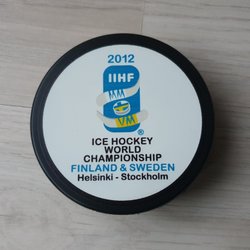 2012
IIHF
MM
VM
®
ICE HOCKEY
WORLD
CHAMPIONSHIP
FINLAND & SWEDEN
Helsinki - Stockholm